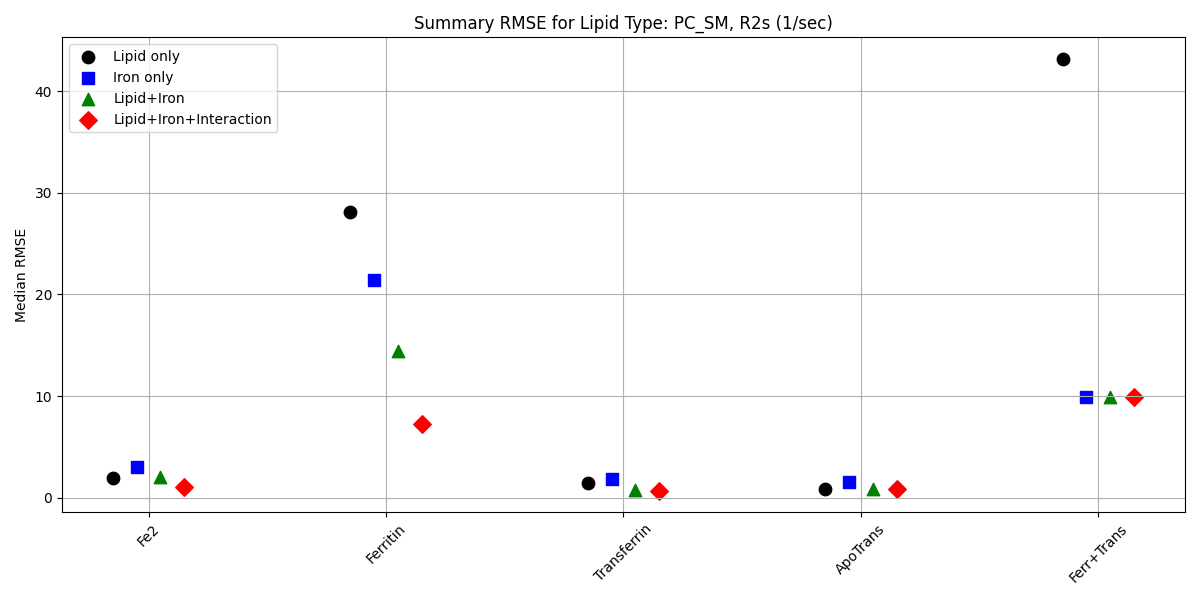 Summary RMSE for Lipid Type: PC_SM, R2s (1/sec)
Lipid only
Iron only
Lipid+Iron
Lipid+Iron+Interaction
Median RMSE
40
30
20
10
0
Fe2
Ferritin
Transferrin
ApoTrans
Ferr+Trans